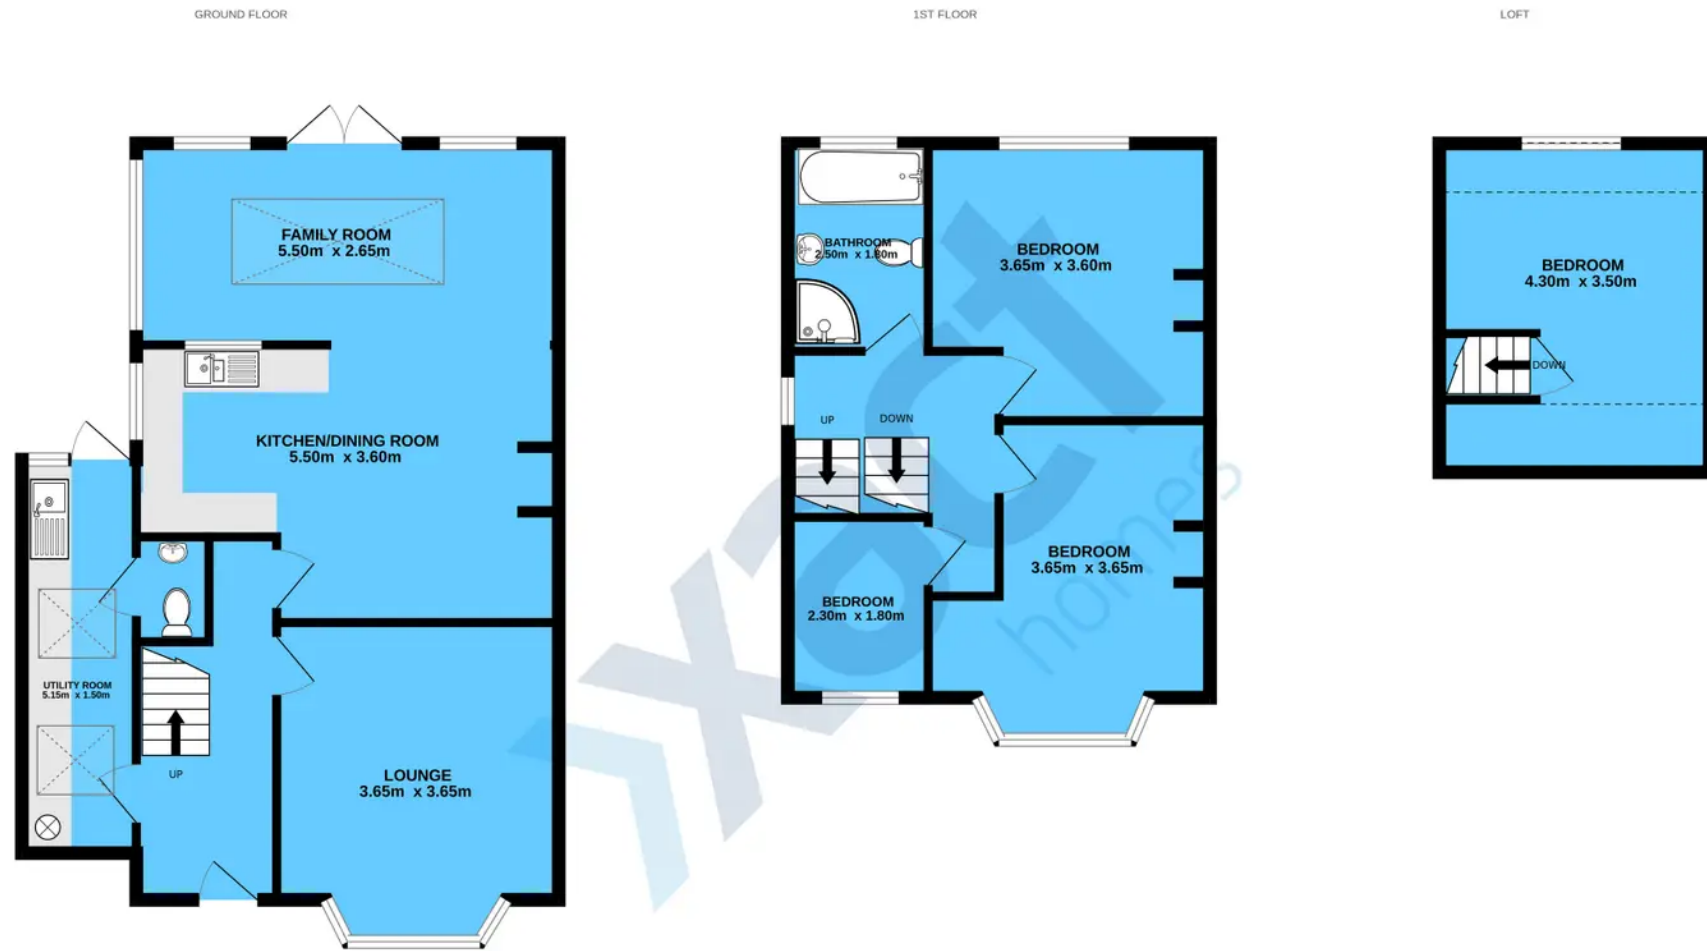 GROUND FLOOR
1ST FLOOR
LOFT
FAMILY ROOM
5.50m x 2.65m
KITCHEN/DINING ROOM
5.50m x 3.60m
UTILITY ROOM
5.15m x 1.50m
UP
LOUNGE
3.65m x 3.65m
BATHROOM
2.50m x 1.80m
BEDROOM
3.65m x 3.60m
UP
DOWN
BEDROOM
3.65m x 3.65m
BEDROOM
2.30m x 1.80m
BEDROOM
4.30m x 3.50m
DOWN
xact
homes